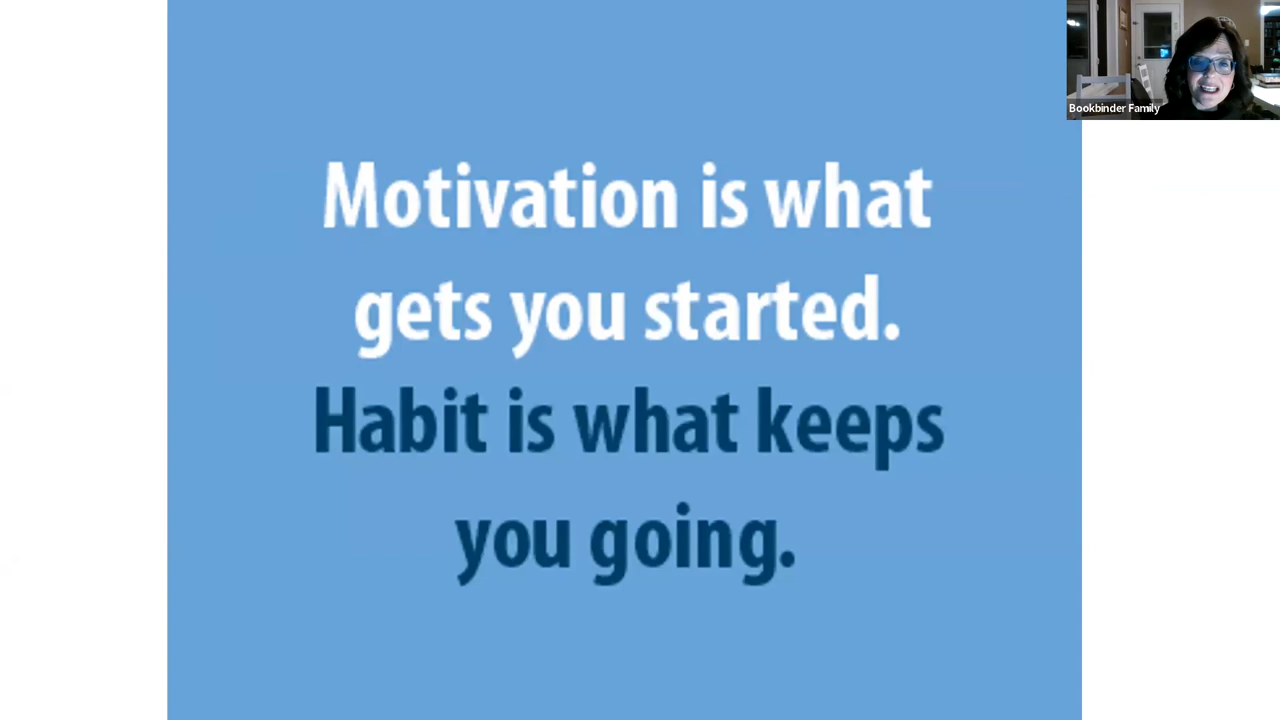 Motivation is what
gets you started.
Habit is what keeps
you going.
Bookbinder Family